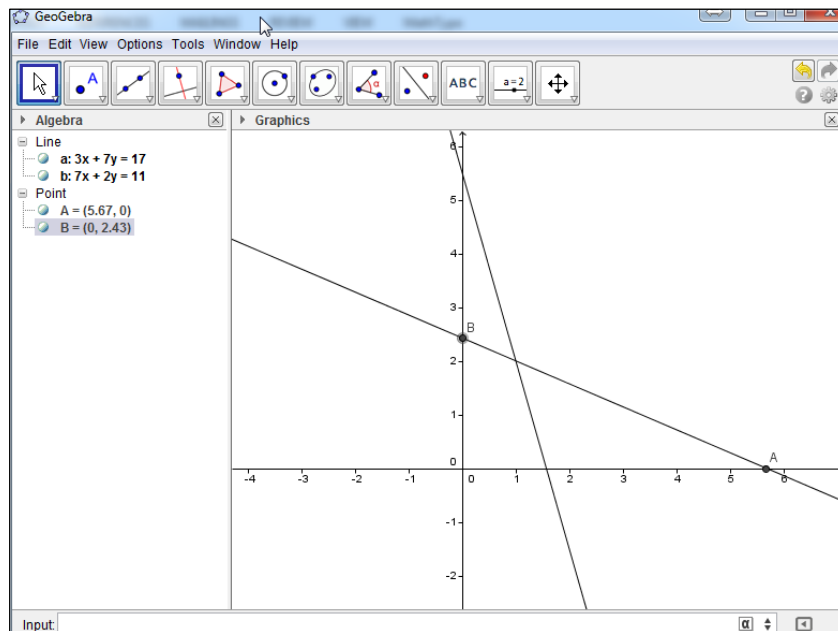 GeoGebra
File Edit View Options Tools Window Help
A
α
ABC
a=2
Algebra
Graphics
Line
a: 3x + 7y = 17
b: 7x + 2y = 11
Point
A = (5.67, 0)
B = (0, 2.43)
6
5
4
3
B
2
1
0
A
-4 -3 -2 -1 0 1 2 3 4 5 6
-1
-2
Input:
α